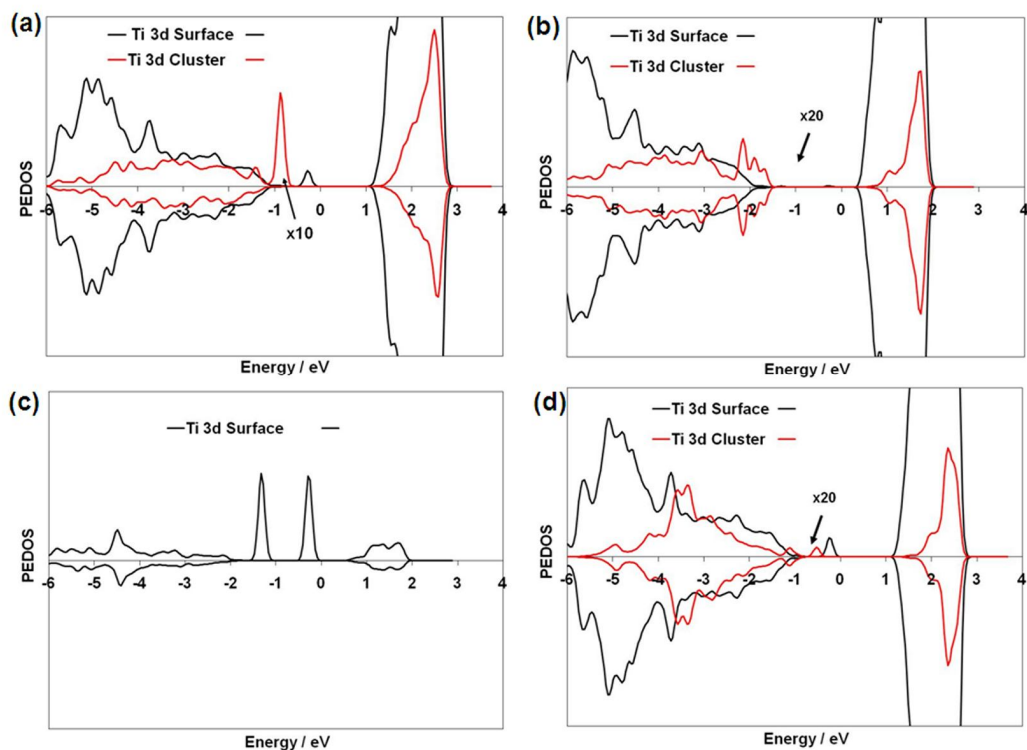 (a)
Ti 3d Surface
Ti 3d Cluster
PEDOS
x10
-6 -5 -4 -3 -2 -1 0 1 2 3 4
Energy / eV
(b)
Ti 3d Surface
Ti 3d Cluster
x20
PEDOS
-6 -5 -4 -3 -2 -1 0 1 2 3 4
Energy / eV
(c)
Ti 3d Surface
-6 -5 -4 -3 -2 -1 0 1 2 3 4
Energy / eV
(d)
Ti 3d Surface
Ti 3d Cluster
x20
PEDOS
-6 -5 -4 -3 -2 -1 0 1 2 3 4
Energy / eV